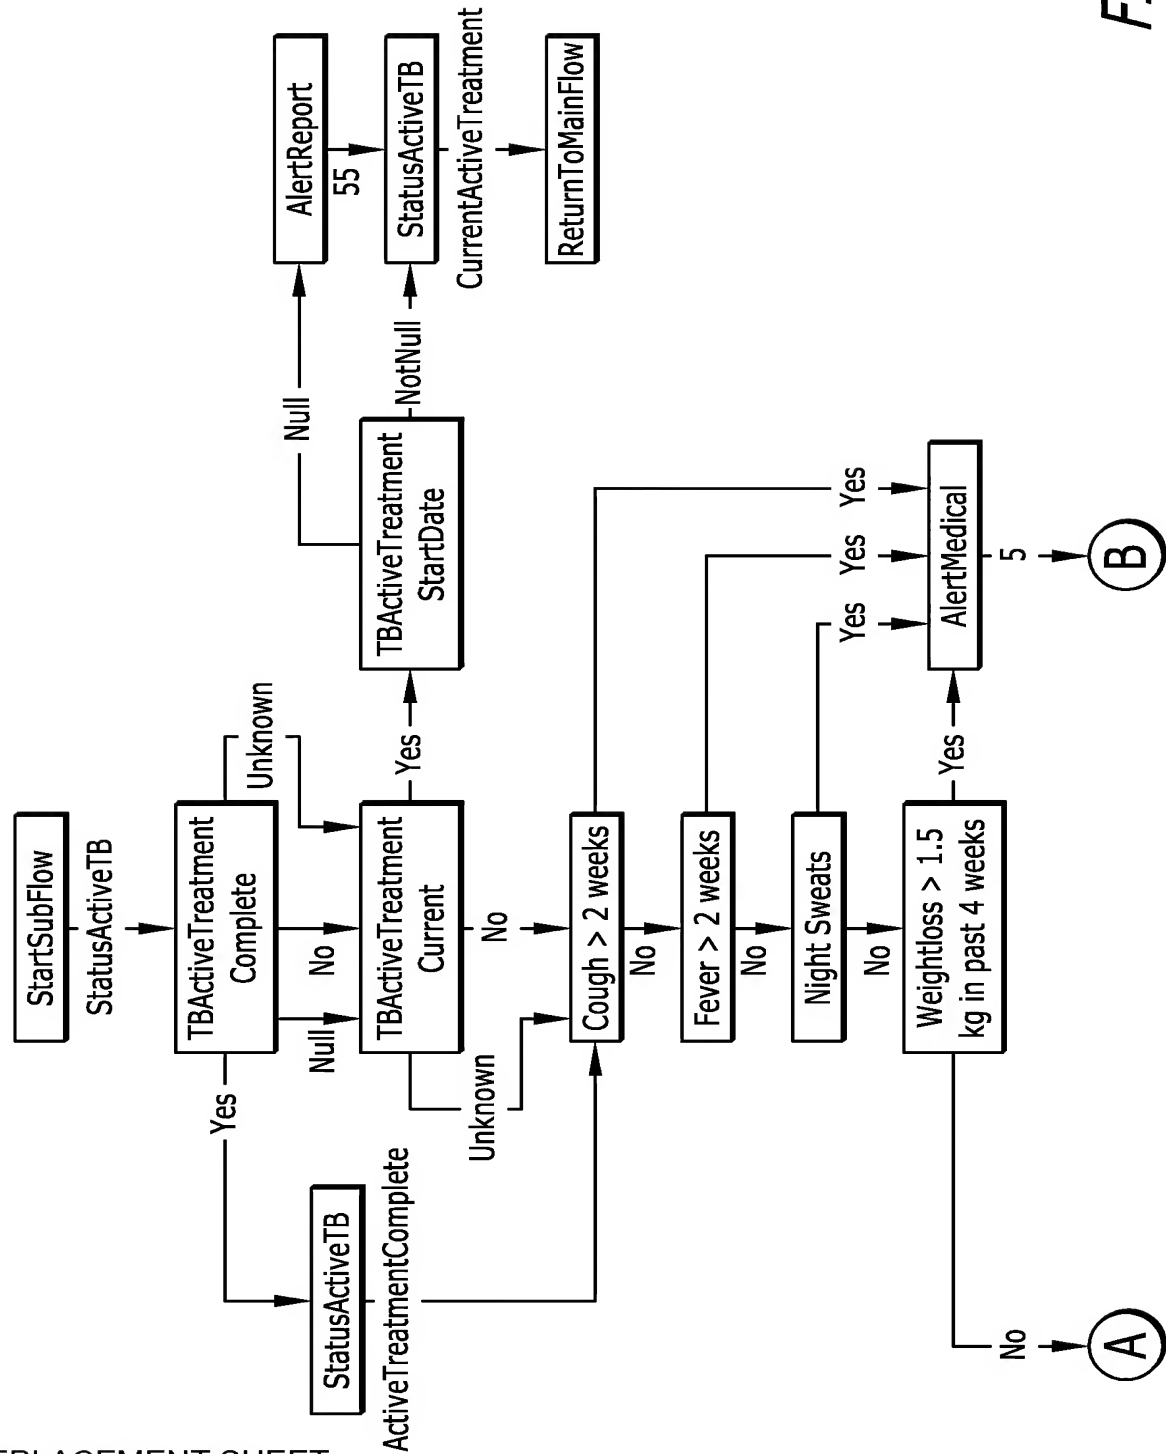 StartSubFlow
StatusActiveTB
TBActiveTreatment
Complete
Yes
Null
No
Unknown
StatusActiveTB
ActiveTreatmentComplete
TBActiveTreatment
Current
Yes
TBActiveTreatment
StartDate
Null
NotNull
AlertReport
55
StatusActiveTB
CurrentActiveTreatment
ReturnToMainFlow
Unknown
No
Cough > 2 weeks
Yes
No
Fever > 2 weeks
Yes
No
Night Sweats
Yes
No
Weightloss > 1.5
kg in past 4 weeks
Yes
AlertMedical
5
B
No
A
SHEET